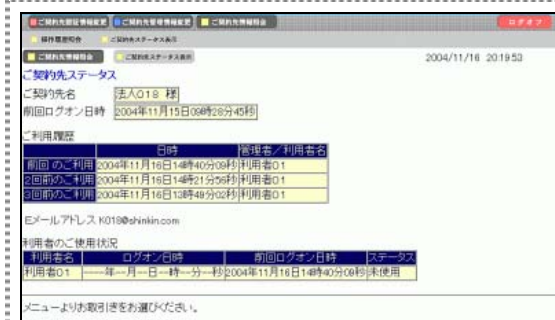 ご契約先認証情報変更 ご契約先管理情報変更 ご契約先情報照会 ログオフ
操作履歴照会 ご契約先ステータス表示
ご契約先情報照会 ご契約先ステータス表示
2004/11/16 20:19:53
ご契約先ステータス
ご契約先名 法人018 様
前回ログオン日時 2004年11月15日09時28分45秒
ご利用履歴
日時 管理者/利用者名
前回 のご利用 2004年11月16日14時40分09秒 利用者01
2回前のご利用 2004年11月16日14時21分56秒 利用者01
3回前のご利用 2004年11月16日13時49分02秒 利用者01
Eメールアドレス K018@shinkin.com
利用者のご使用状況
利用者名 ログオン日時 前回ログオン日時 ステータス
利用者01 ----年--月--日--時--分--秒 2004年11月16日14時40分09秒 未使用
メニューよりお取引きをお選びください。